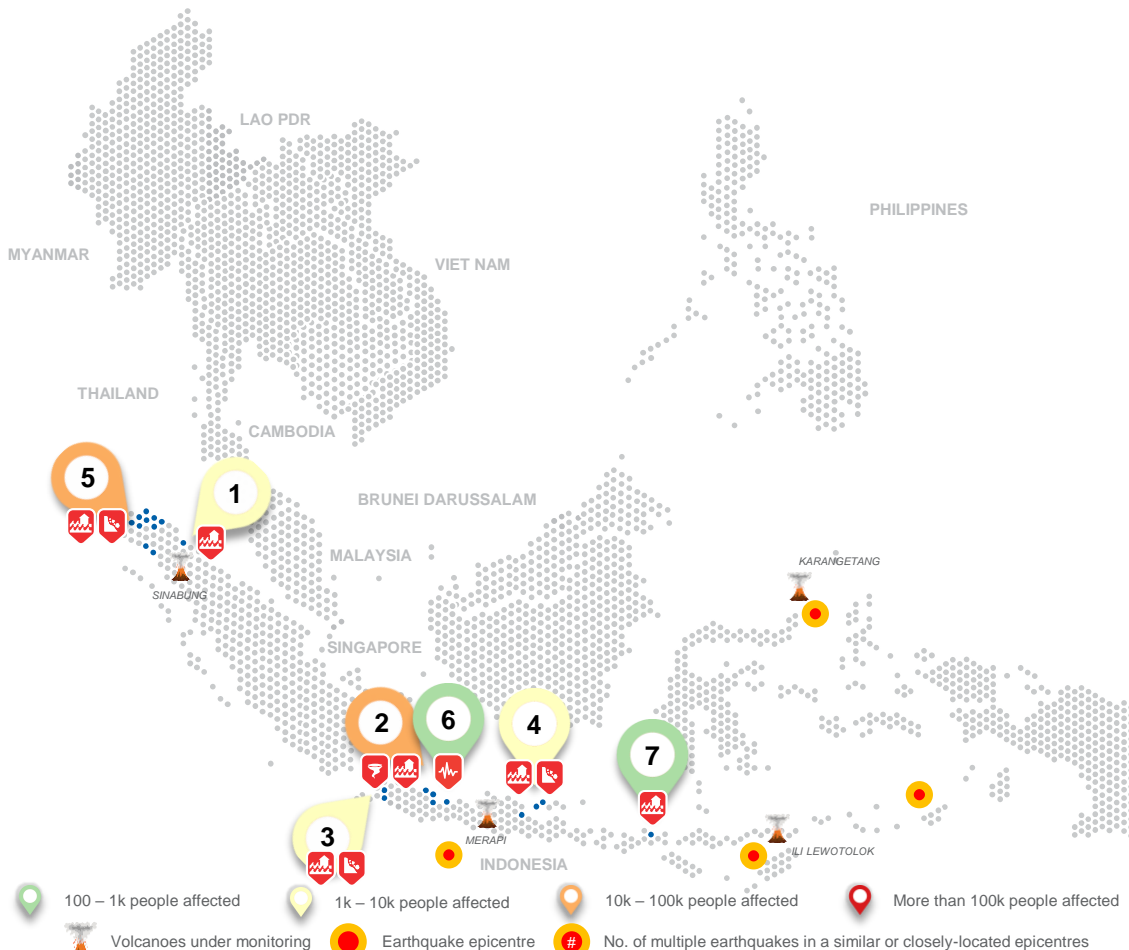 LAO PDR
PHILIPPINES
MYANMAR
VIET NAM
THAILAND
CAMBODIA
5
1
BRUNEI DARUSSALAM
MALAYSIA
KARANGETANG
SINABUNG
SINGAPORE
2
6
4
7
3
MERAPI
ILI LEWOTOLOK
INDONESIA
100 – 1k people affected
1k – 10k people affected
10k – 100k people affected
More than 100k people affected
Volcanoes under monitoring
Earthquake epicentre
#
No. of multiple earthquakes in a similar or closely-located epicentres